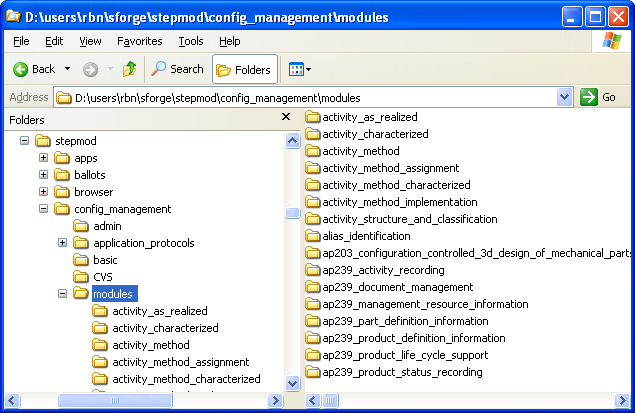 D:\users\rbn\sforge\stepmod\config_management\modules
File Edit View Favorites Tools Help
Back Search Folders
Address D:\users\rbn\sforge\stepmod\config_management\modules Go
Folders
stepmod
apps
ballots
browser
config_management
admin
application_protocols
basic
CVS
modules
activity_as_realized
activity_characterized
activity_method
activity_method_assignment
activity_method_characterized
activity_as_realized
activity_characterized
activity_method
activity_method_assignment
activity_method_characterized
activity_method_implementation
activity_structure_and_classification
alias_identification
ap203_configuration_controlled_3d_design_of_mechanical_parts
ap239_activity_recording
ap239_document_management
ap239_management_resource_information
ap239_part_definition_information
ap239_product_definition_information
ap239_product_life_cycle_support
ap239_product_status_recording